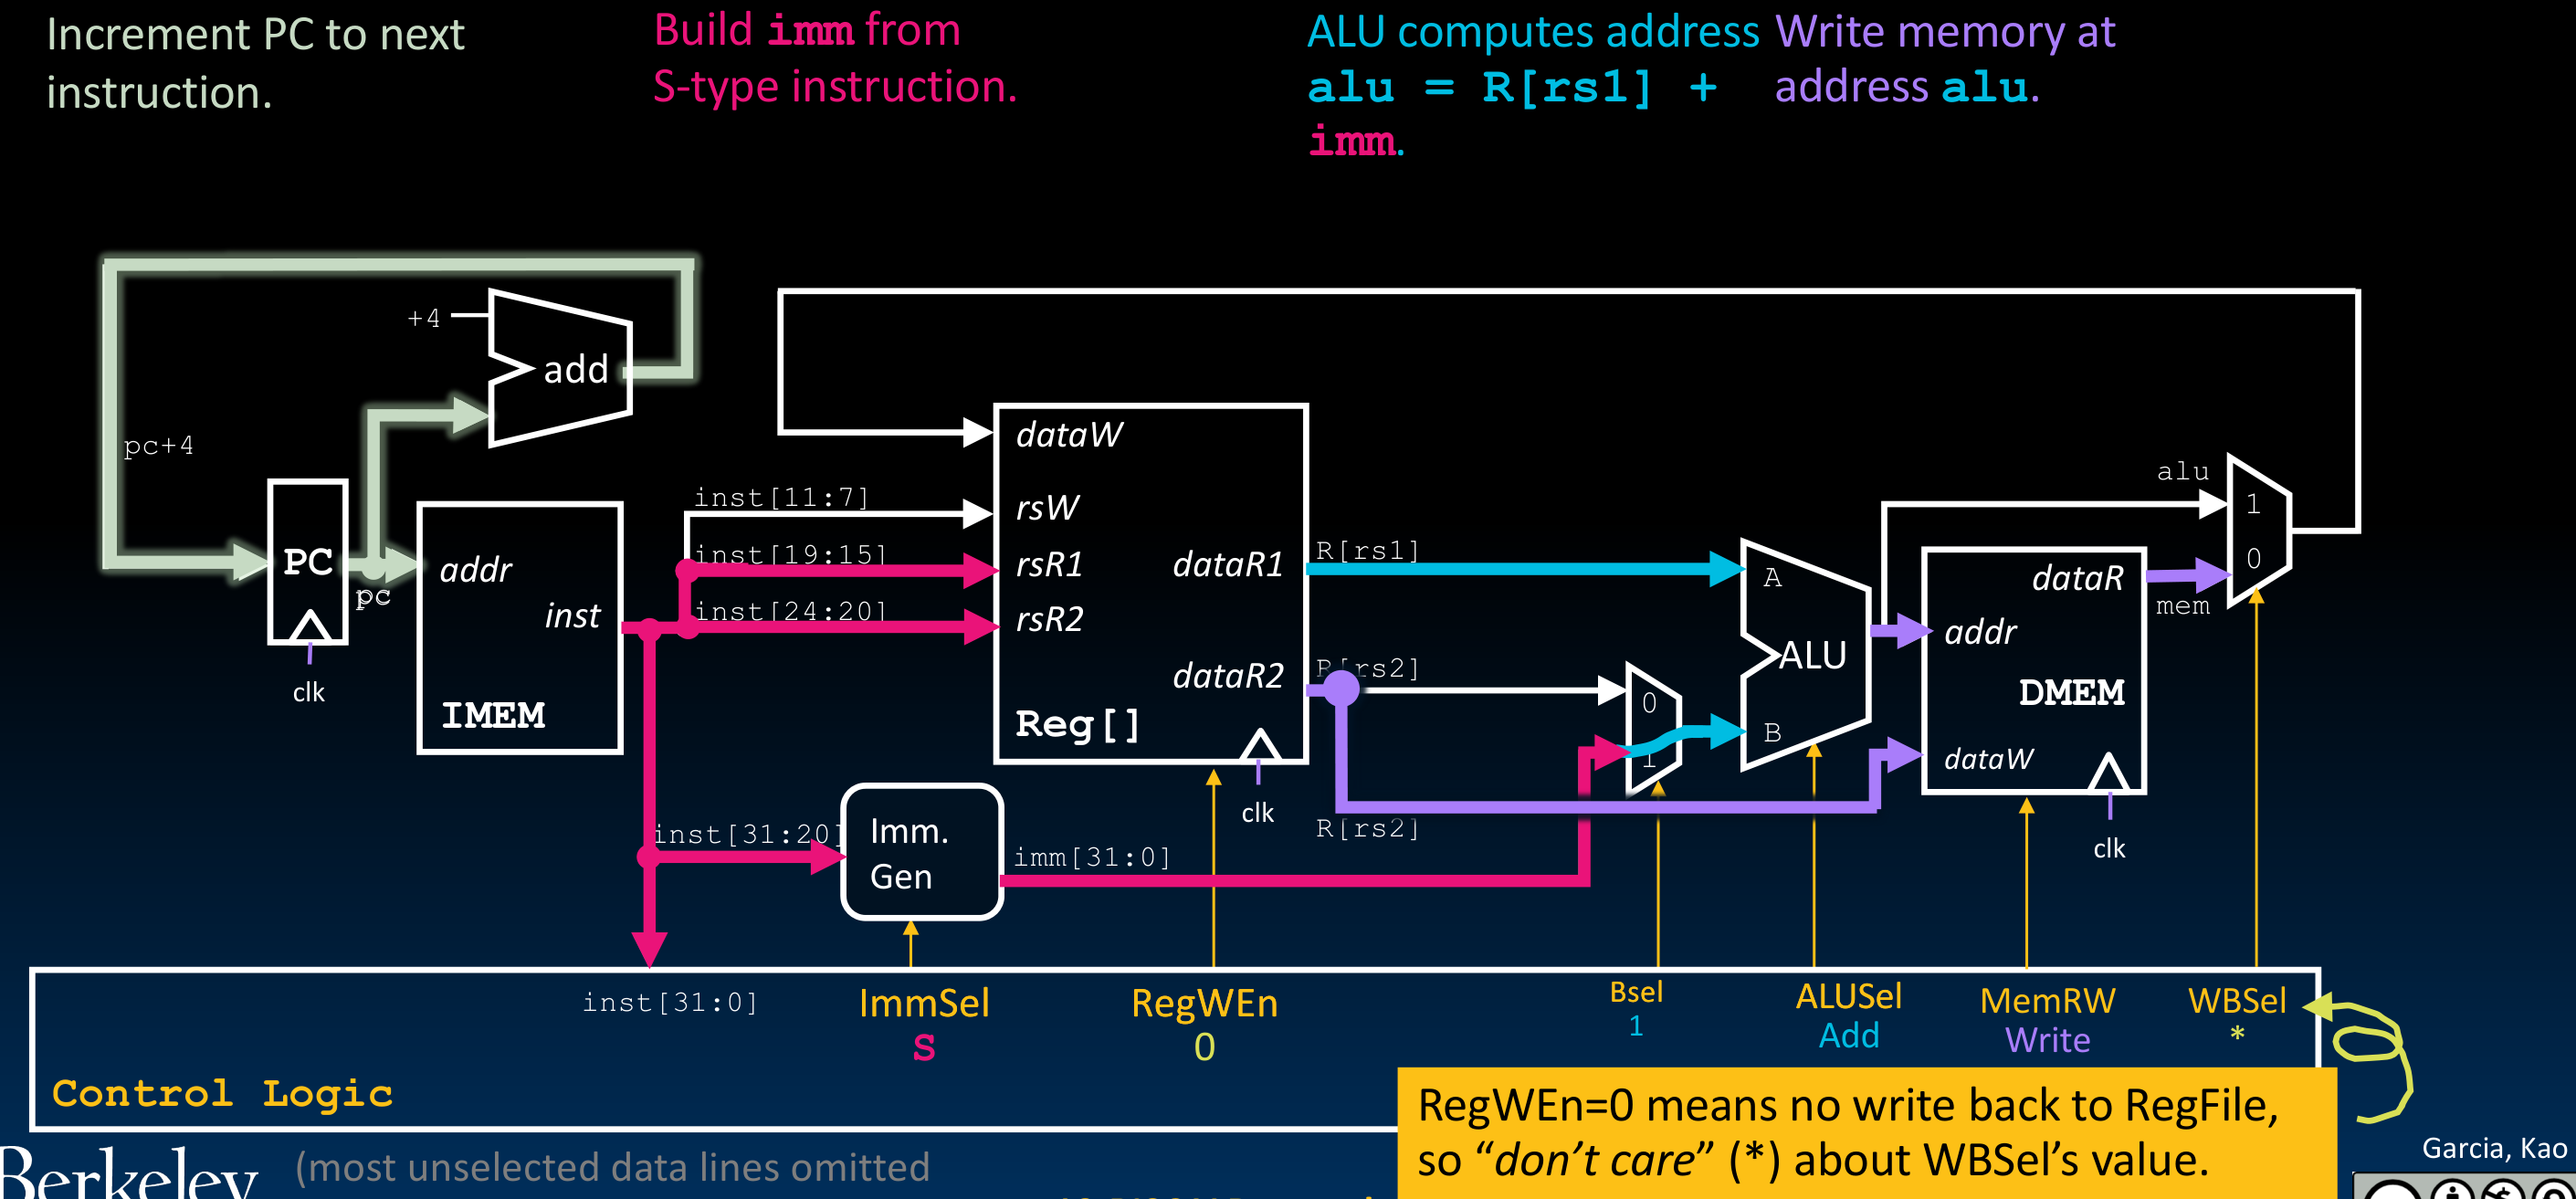 Increment PC to next
instruction.
Build imm from
S-type instruction.
ALU computes address
alu = R[rs1] +
imm.
Write memory at
address alu.
+4
add
pc+4
PC
pc
clk
addr
inst
IMEM
inst[11:7]
inst[19:15]
inst[24:20]
inst[31:20]
dataW
rsW
rsR1
rsR2
dataR1
dataR2
Reg[]
clk
R[rs1]
R[rs2]
R[rs2]
Imm.
Gen
imm[31:0]
0
1
A
B
ALU
alu
addr
dataR
DMEM
dataW
clk
mem
1
0
inst[31:0]
ImmSel
S
RegWEn
0
Bsel
1
ALUSel
Add
MemRW
Write
WBSel
*
Control Logic
RegWEn=0 means no write back to RegFile,
so “don’t care” (*) about WBSel’s value.
Berkeley
(most unselected data lines omitted
Garcia, Kao